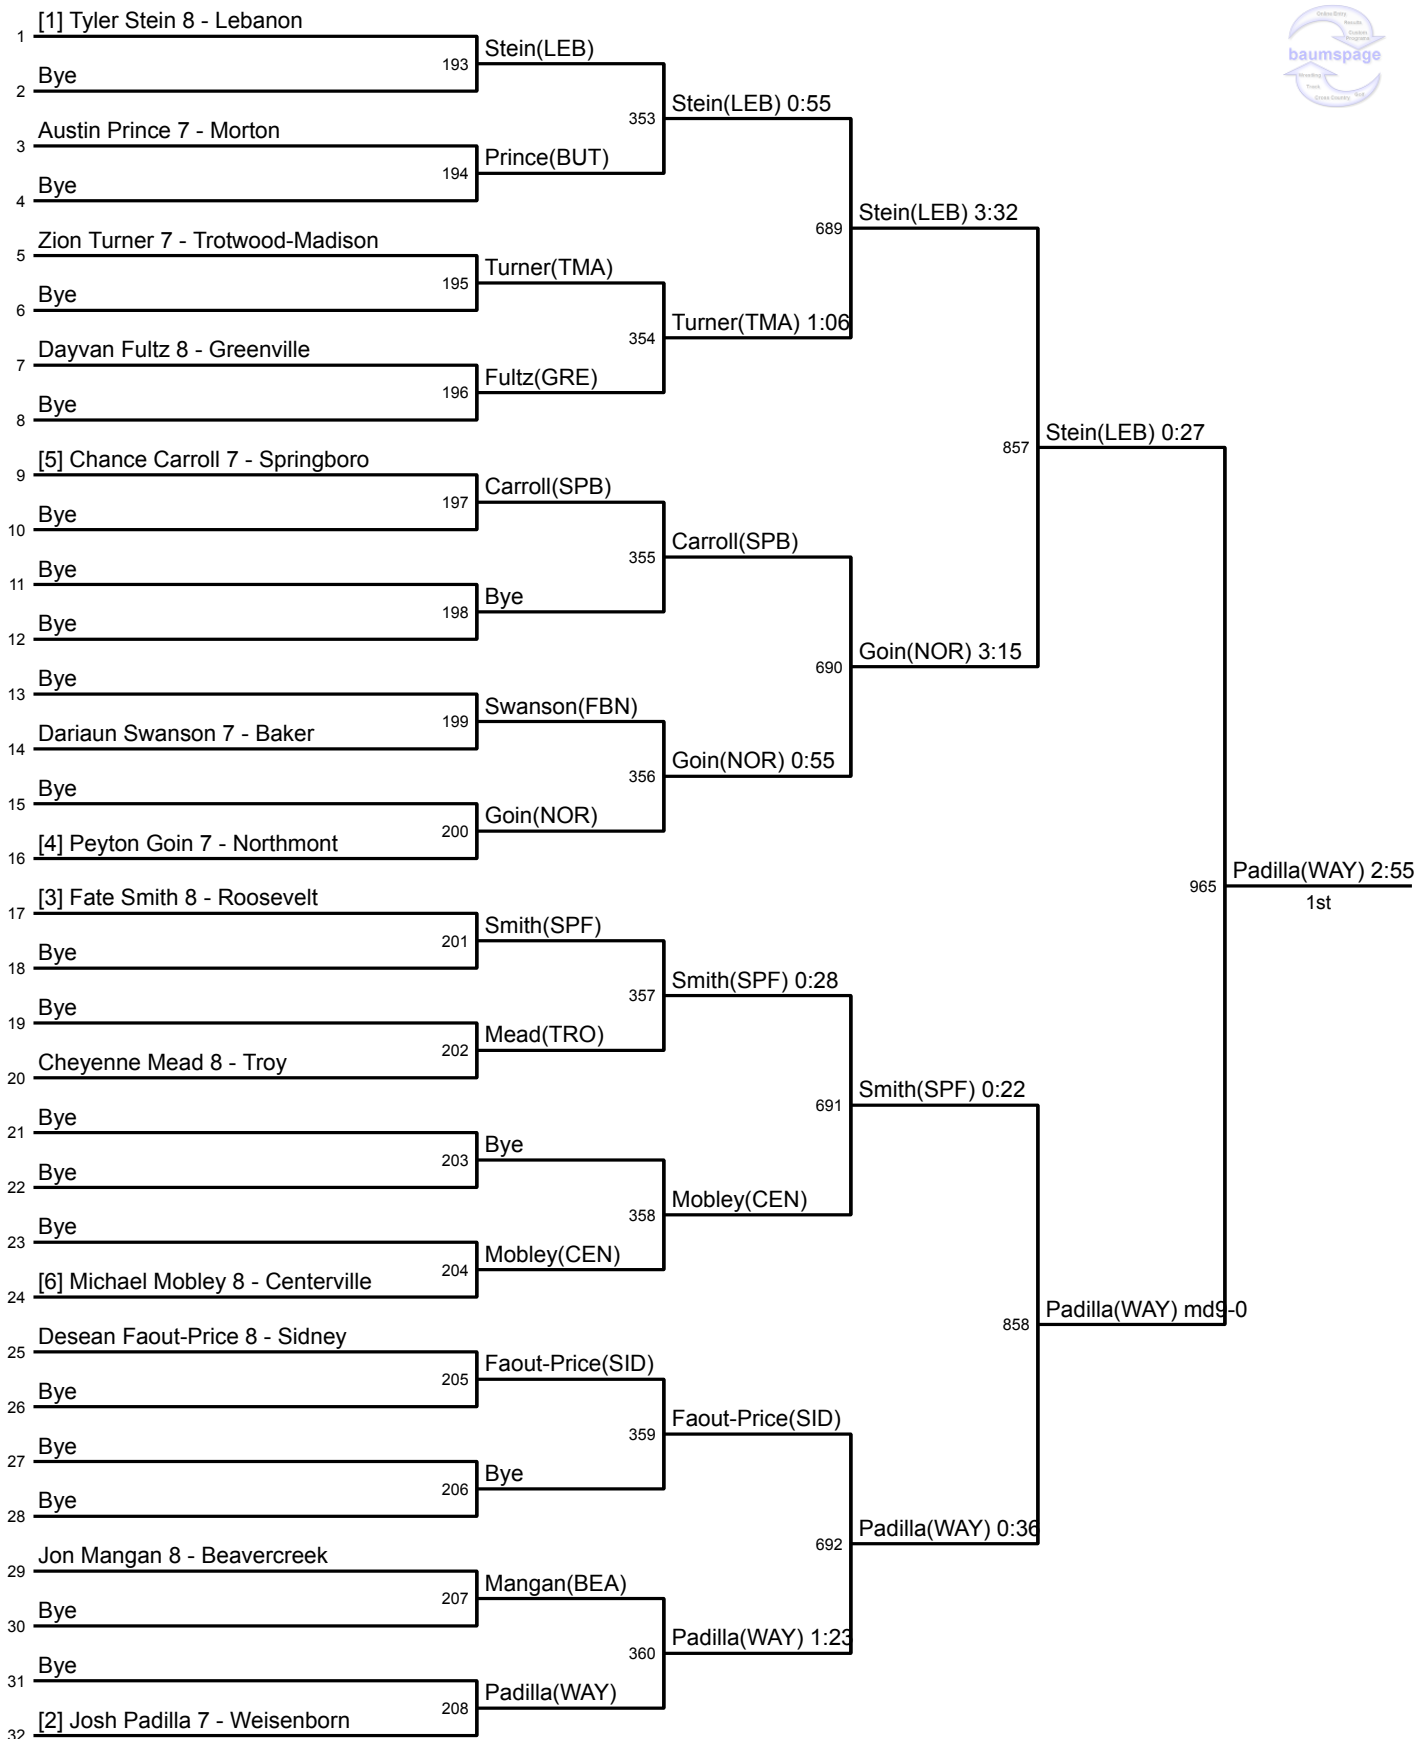 [1] Tyler Stein 8 - Lebanon
1
Bye
2
Austin Prince 7 - Morton
3
Bye
4
Zion Turner 7 - Trotwood-Madison
5
Bye
6
Dayvan Fultz 8 - Greenville
7
Bye
8
[5] Chance Carroll 7 - Springboro
9
Bye
10
Bye
11
Bye
12
Bye
13
Dariaun Swanson 7 - Baker
14
Bye
15
[4] Peyton Goin 7 - Northmont
16
[3] Fate Smith 8 - Roosevelt
17
Bye
18
Bye
19
Cheyenne Mead 8 - Troy
20
Bye
21
Bye
22
Bye
23
[6] Michael Mobley 8 - Centerville
24
Desean Faout-Price 8 - Sidney
25
Bye
26
Bye
27
Bye
28
Jon Mangan 8 - Beavercreek
29
Bye
30
Bye
31
[2] Josh Padilla 7 - Weisenborn
32
193
Stein(LEB)
194
Prince(BUT)
195
Turner(TMA)
196
Fultz(GRE)
197
Carroll(SPB)
198
Bye
199
Swanson(FBN)
200
Goin(NOR)
201
Smith(SPF)
202
Mead(TRO)
203
Bye
204
Mobley(CEN)
205
Faout-Price(SID)
206
Bye
207
Mangan(BEA)
208
Padilla(WAY)
353
Stein(LEB) 0:55
354
Turner(TMA) 1:06
355
Carroll(SPB)
356
Goin(NOR) 0:55
357
Smith(SPF) 0:28
358
Mobley(CEN)
359
Faout-Price(SID)
360
Padilla(WAY) 1:23
689
Stein(LEB) 3:32
690
Goin(NOR) 3:15
691
Smith(SPF) 0:22
692
Padilla(WAY) 0:36
857
Stein(LEB) 0:27
858
Padilla(WAY) md9-0
965
Padilla(WAY) 2:55
1st
Online Entry
Results
Custom
Programs
baumspage
Wrestling
Track
Cross Country
Golf